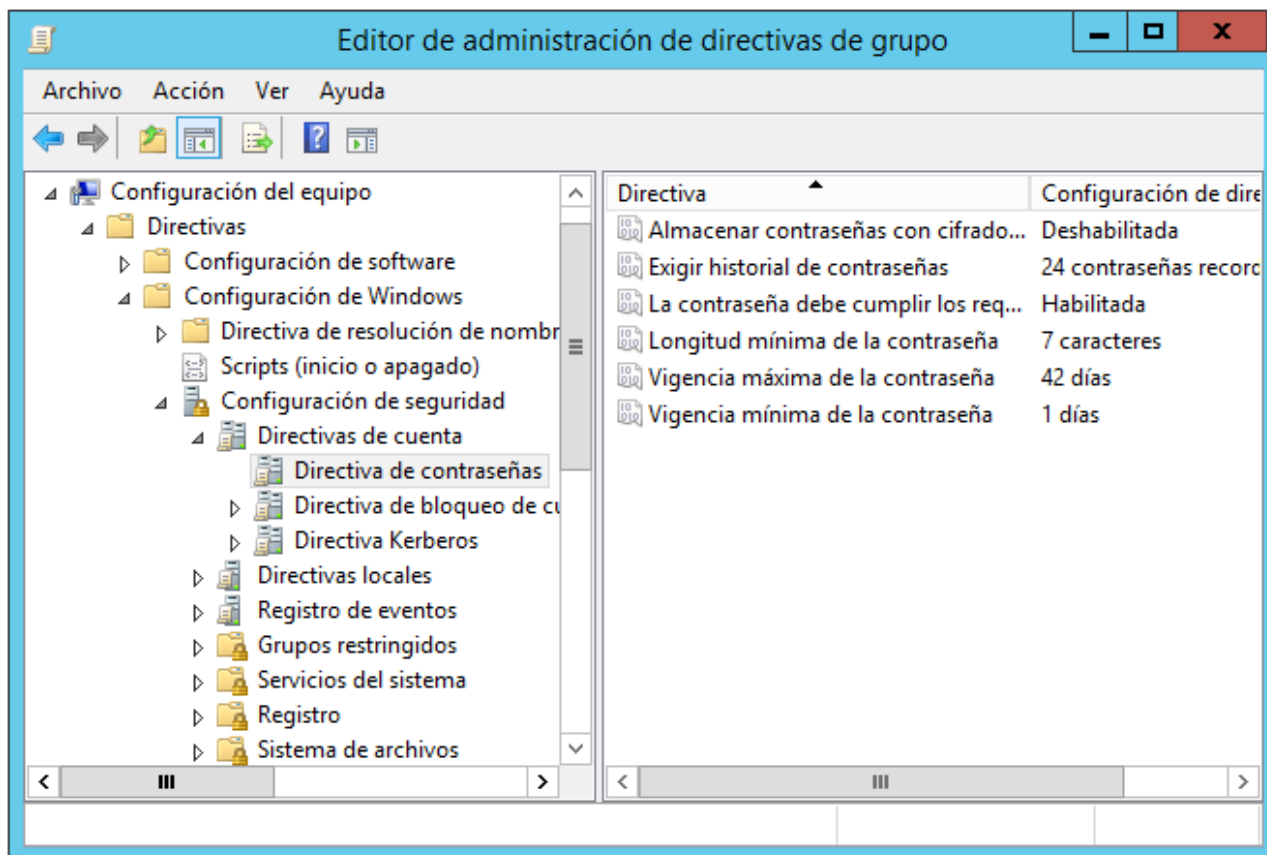 Editor de administración de directivas de grupo
Archivo Acción Ver Ayuda
Configuración del equipo
Directivas
Configuración de software
Configuración de Windows
Directiva de resolución de nombr
Scripts (inicio o apagado)
Configuración de seguridad
Directivas de cuenta
Directiva de contraseñas
Directiva de bloqueo de cu
Directiva Kerberos
Directivas locales
Registro de eventos
Grupos restringidos
Servicios del sistema
Registro
Sistema de archivos
Directiva Configuración de dire
Almacenar contraseñas con cifrado... Deshabilitada
Exigir historial de contraseñas 24 contraseñas record
La contraseña debe cumplir los req... Habilitada
Longitud mínima de la contraseña 7 caracteres
Vigencia máxima de la contraseña 42 días
Vigencia mínima de la contraseña 1 días